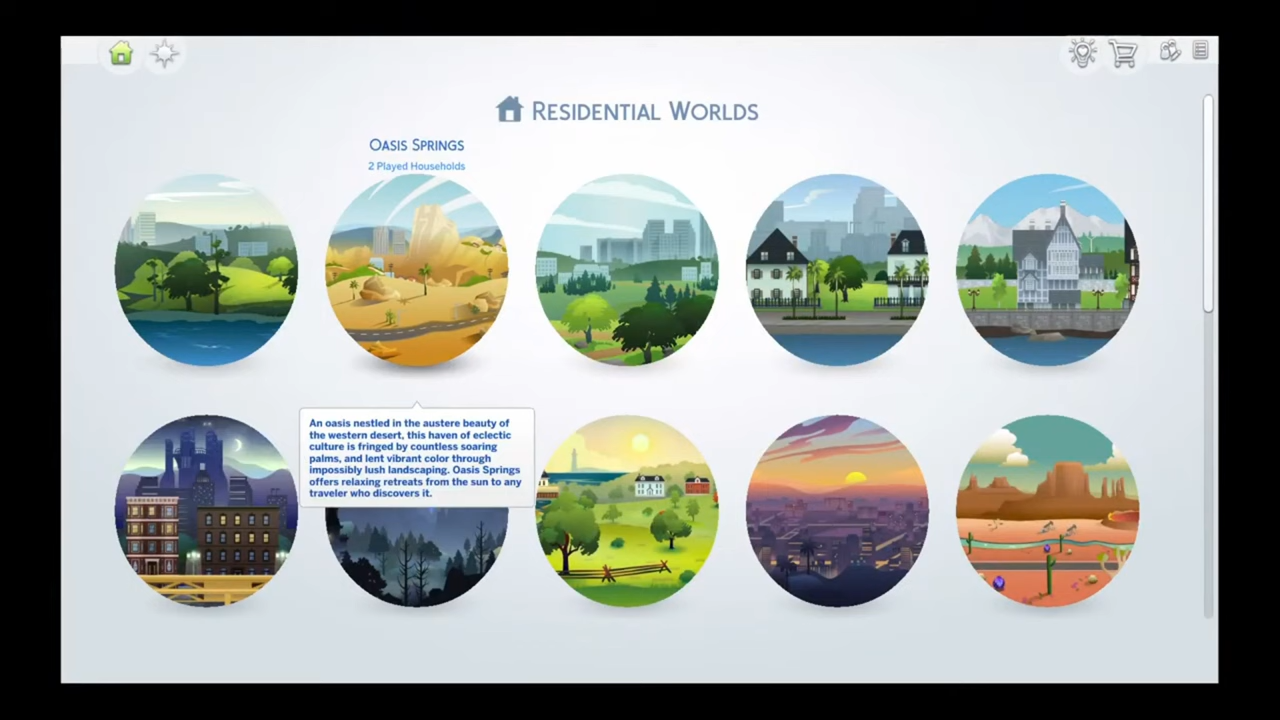 RESIDENTIAL WORLDS
OASIS SPRINGS
2 Played Households
An oasis nestled in the austere beauty of
the western desert, this haven of eclectic
culture is fringed by countless soaring
palms, and lent vibrant color through
impossibly lush landscaping. Oasis Springs
offers relaxing retreats from the sun to any
traveler who discovers it.